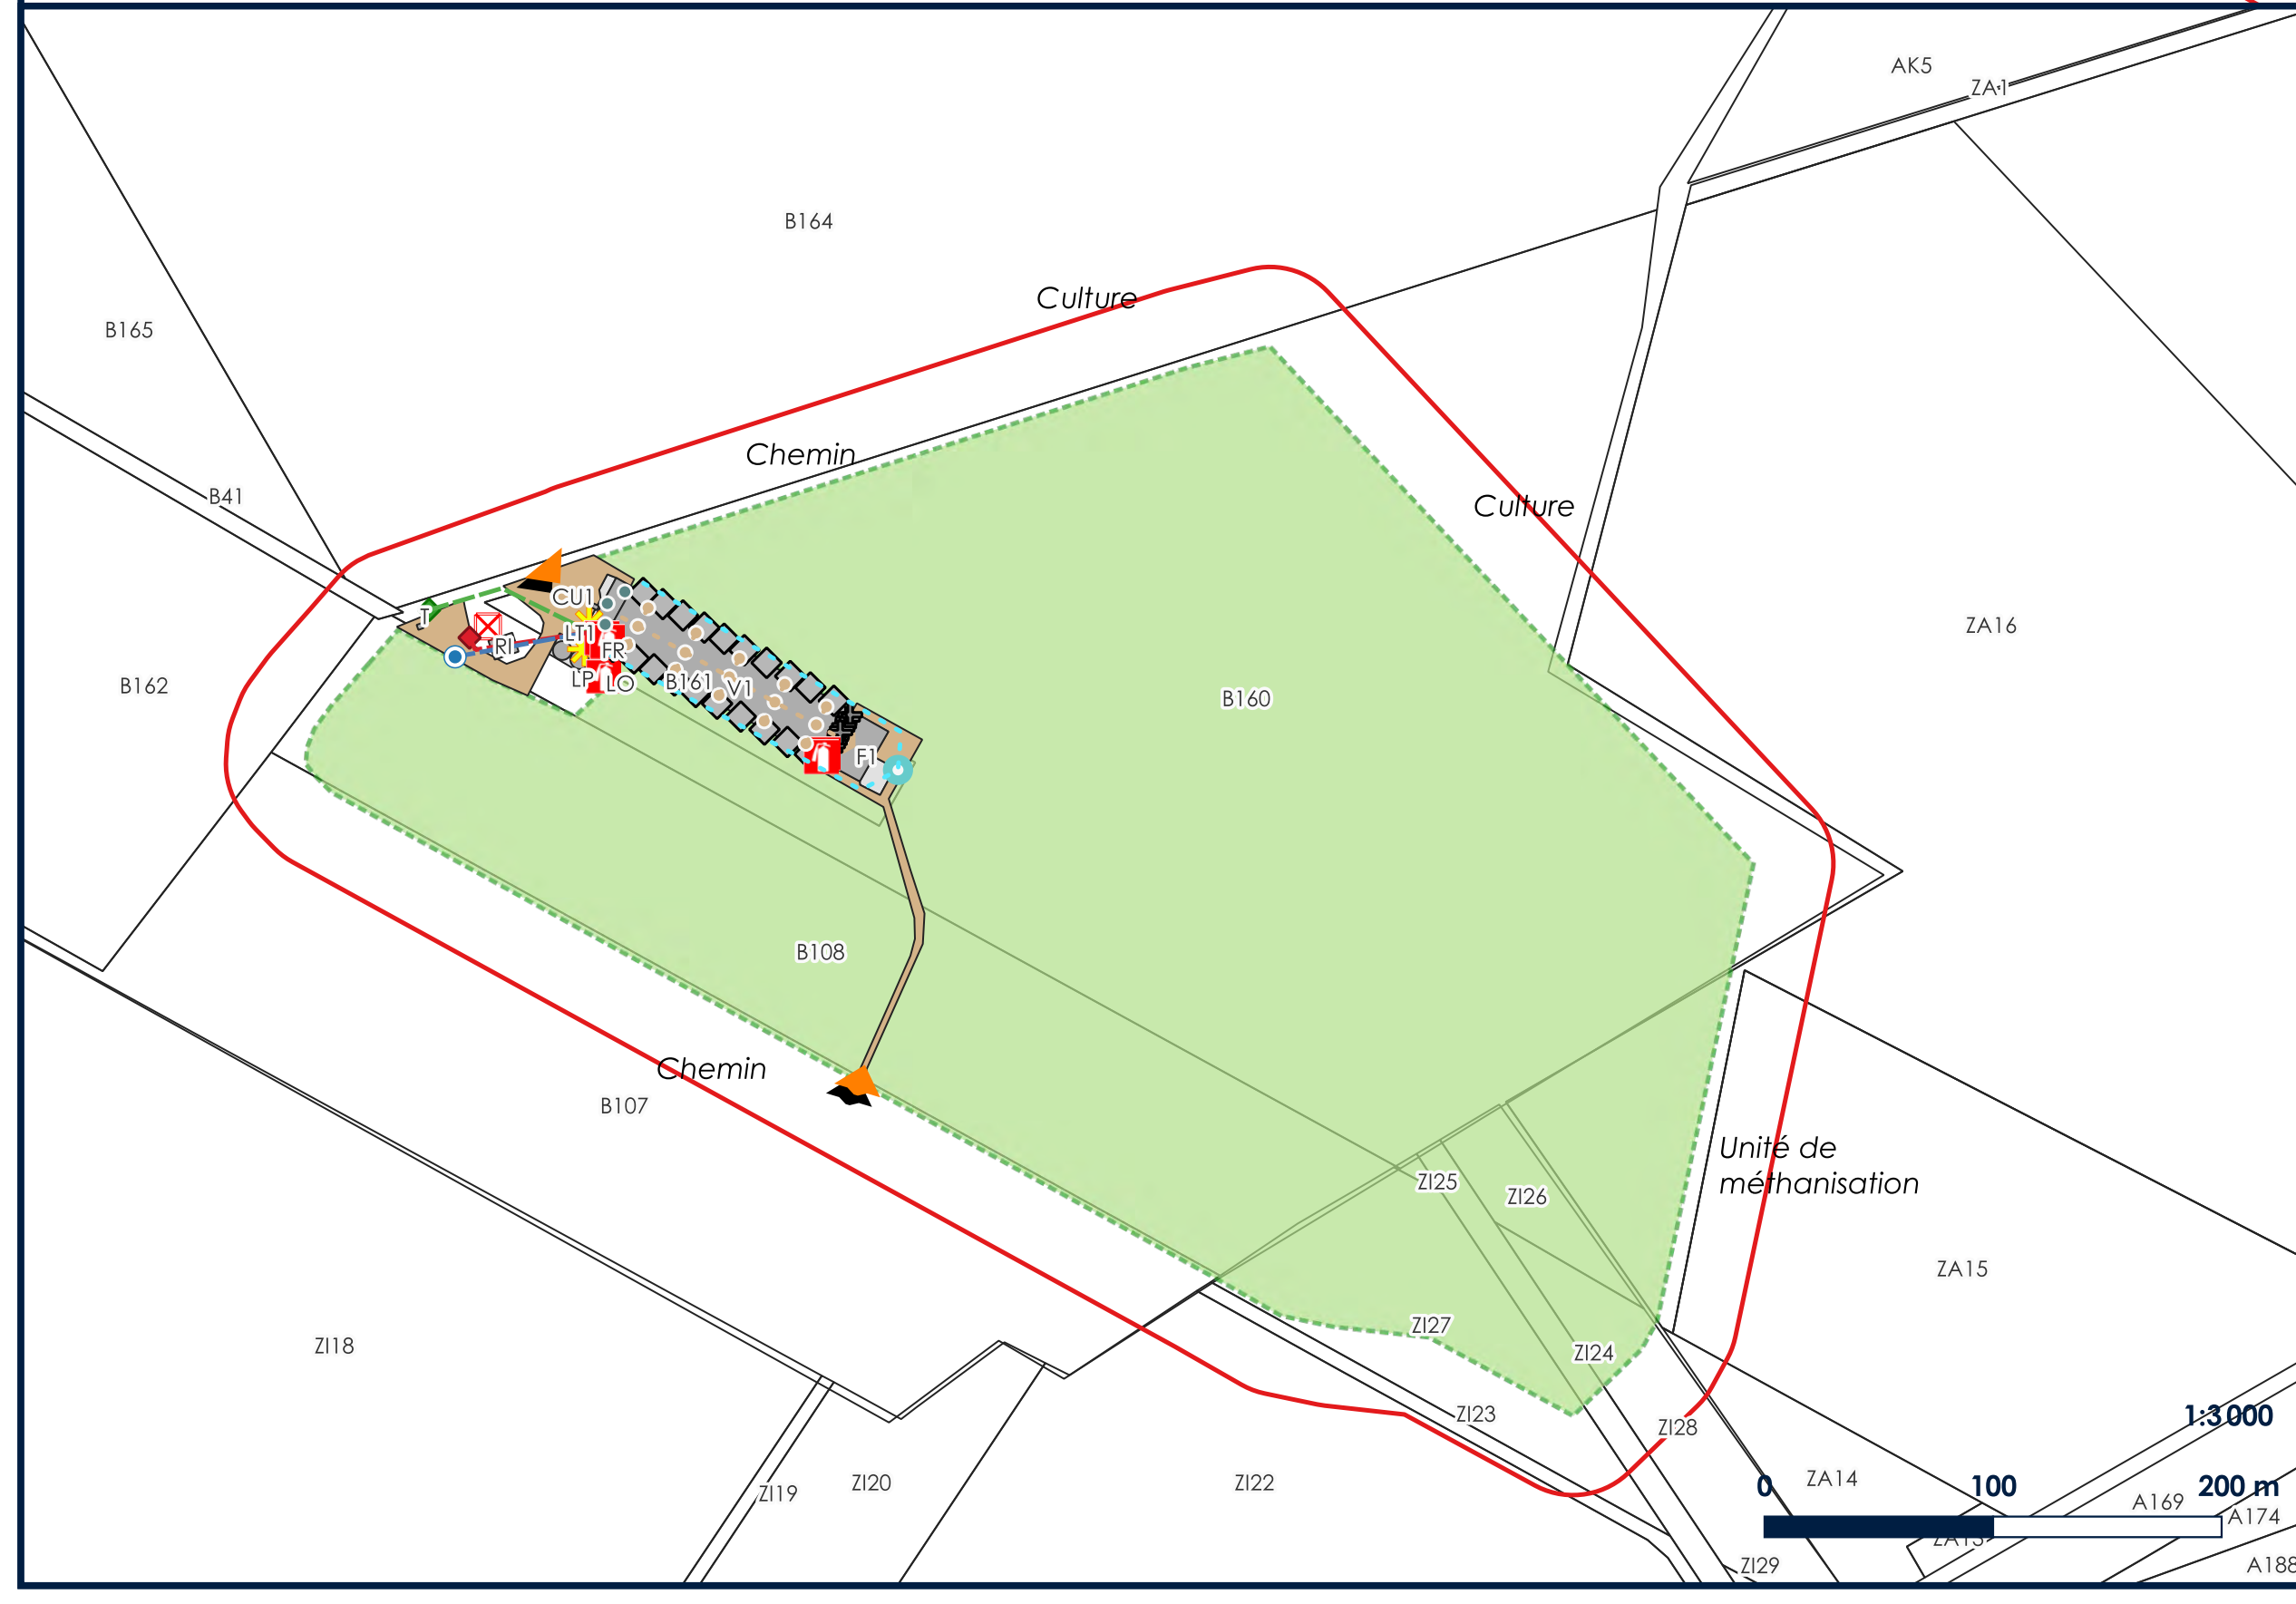 AK5
ZA1
B164
Culture
B165
Chemin
B41
Culture
CU1
T
LT1
RI
FR
LP
LO
B161
V1
B162
B160
F1
ZA16
B108
Chemin
B107
Unité de
méthanisation
ZI25
ZI26
ZA15
ZI27
ZI18
ZI24
ZI23
ZI28
1:3 000
ZI19
ZI20
ZI22
ZA14
0
100
200 m
A169
A174
ZA13
ZI29
A188